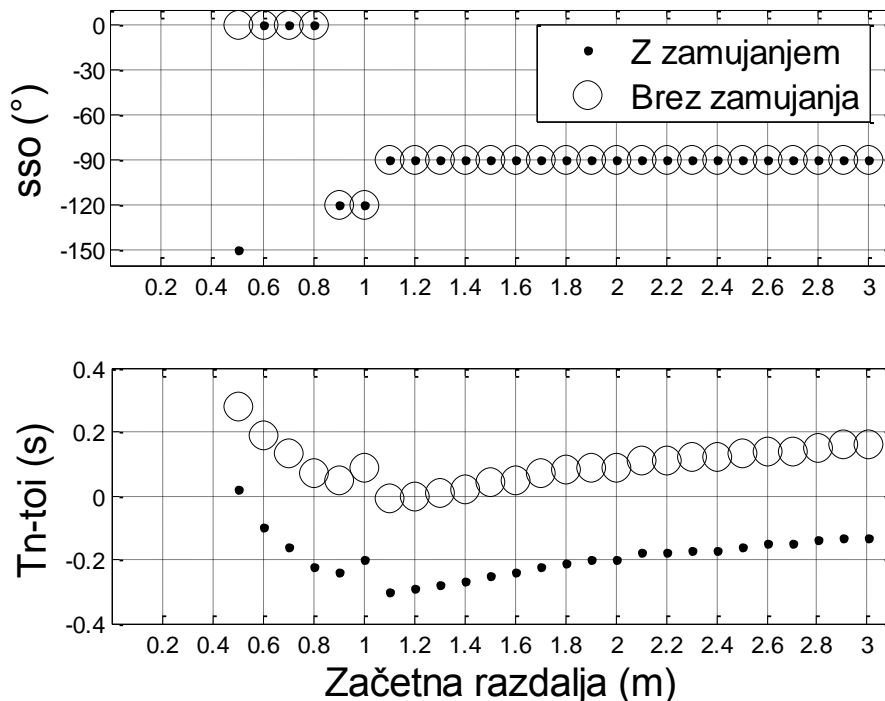 0
-30
-60
-90
-120
-150
sso (°)
Z zamujanjem
Brez zamujanja
0.2 0.4 0.6 0.8 1 1.2 1.4 1.6 1.8 2 2.2 2.4 2.6 2.8 3
0.4
0.2
0
-0.2
-0.4
Tn-toi (s)
0.2 0.4 0.6 0.8 1 1.2 1.4 1.6 1.8 2 2.2 2.4 2.6 2.8 3
Začetna razdalja (m)